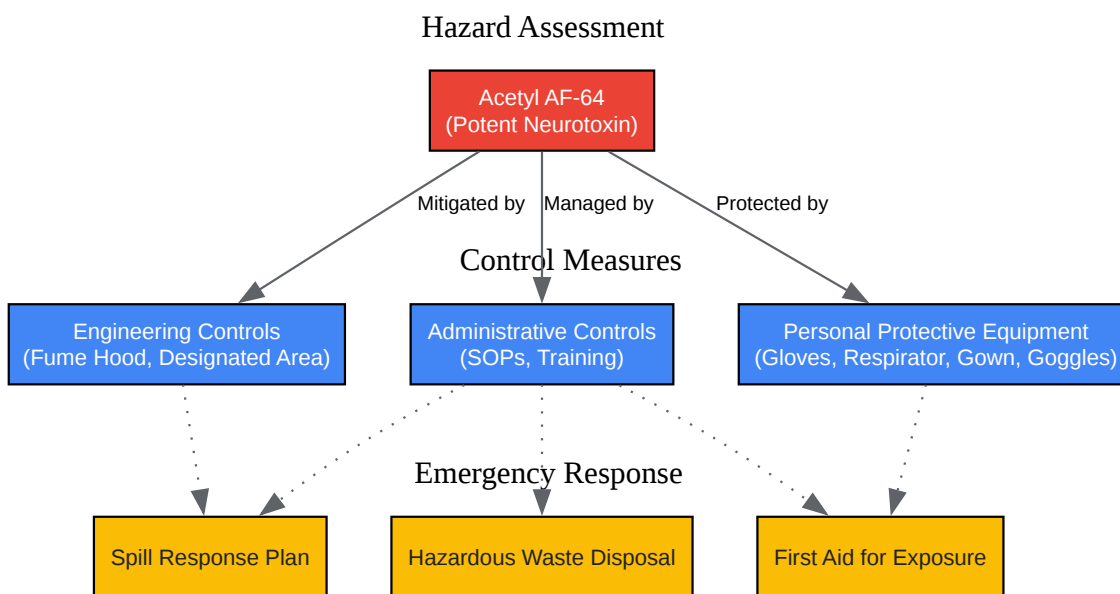 Hazard Assessment
Acetyl AF-64
(Potent Neurotoxin)
Mitigated by
Managed by
Protected by
Control Measures
Engineering Controls
(Fume Hood, Designated Area)
Administrative Controls
(SOPs, Training)
Personal Protective Equipment
(Gloves, Respirator, Gown, Goggles)
Emergency Response
Spill Response Plan
Hazardous Waste Disposal
First Aid for Exposure